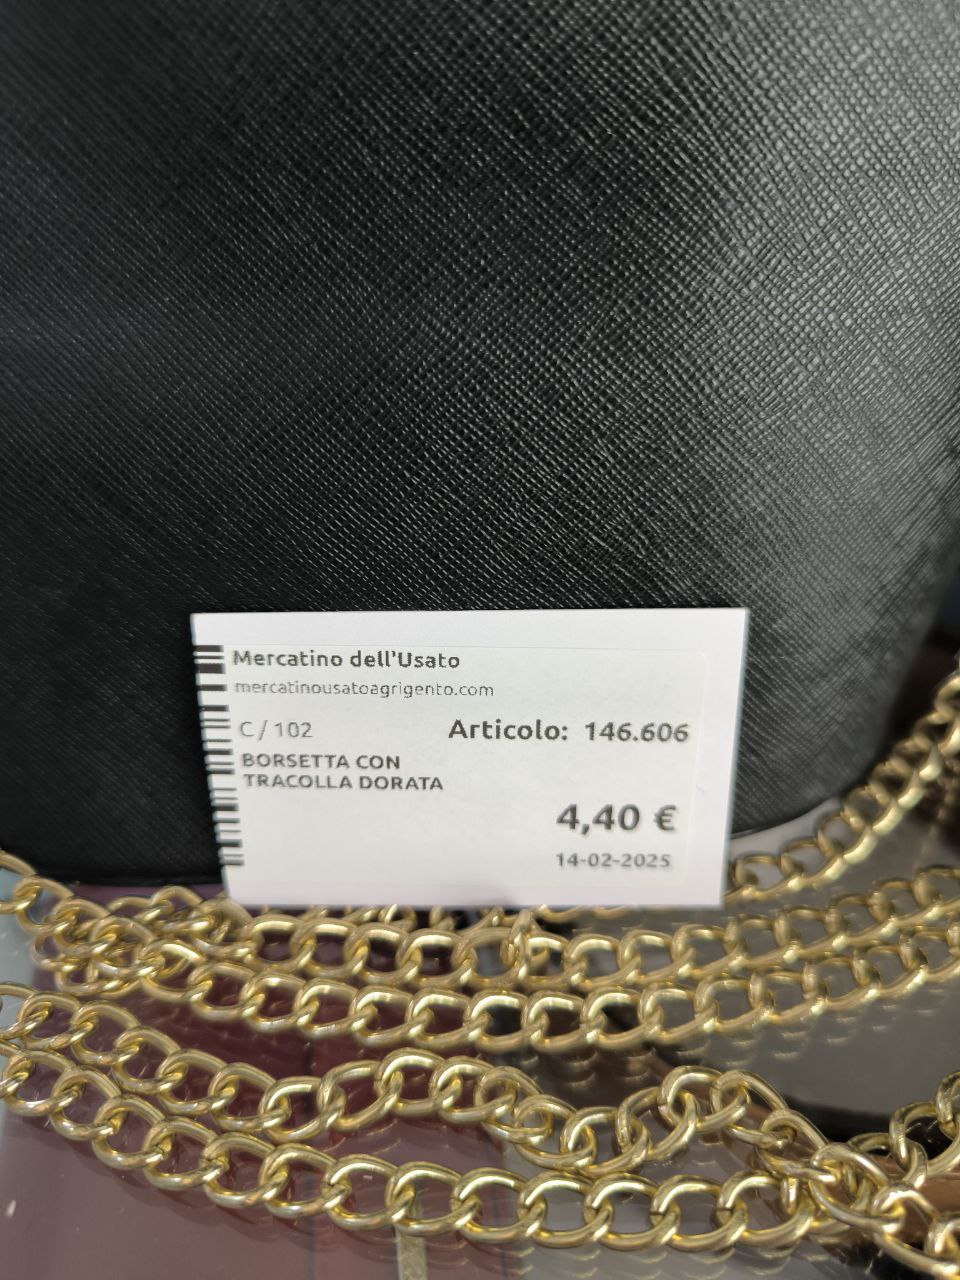 Mercatino dell'Usato
mercatinousatoagrigento.com
C / 102 Articolo: 146.606
BORSETTA CON
TRACOLLA DORATA
4,40 €
14-02-2025